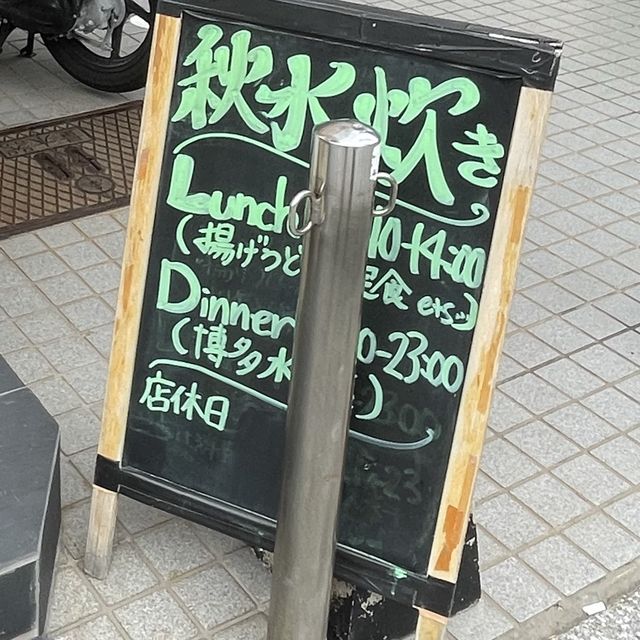 秋水炊き
Lunch 10-14:00
(揚げつど 定食 etc)
Dinner 0-23:00
(博多水 )
店休日